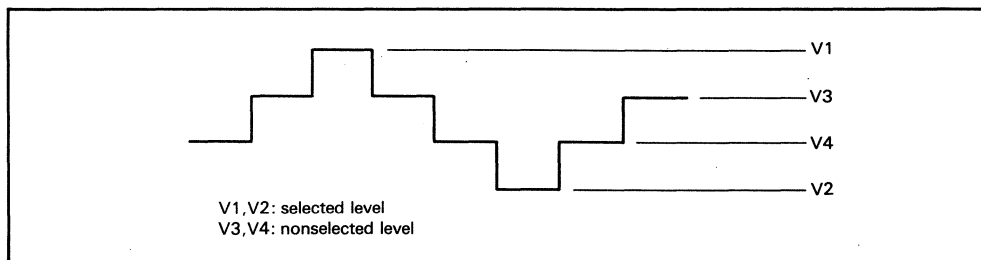 V1
V3
V4
V2
V1,V2: selected level
V3,V4: nonselected level